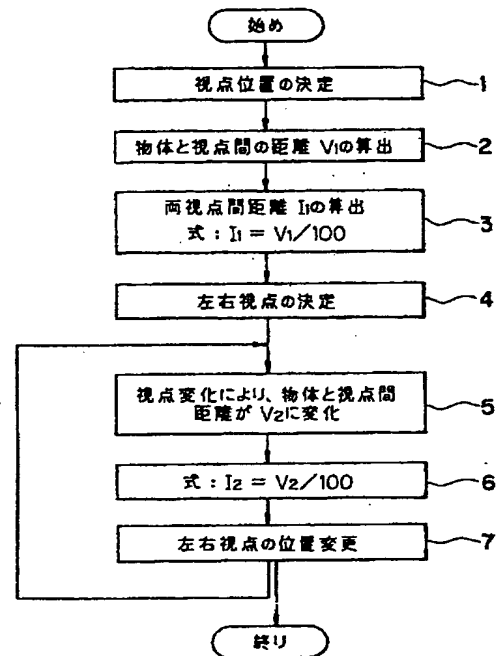 始め
視点位置の決定
1
物体と視点間の距離 V₁の算出
2
両視点間距離 I₁の算出
式 : I₁ = V₁/100
3
左右視点の決定
4
視点変化により、物体と視点間
距離が V₂に変化
5
式 : I₂ = V₂/100
6
左右視点の位置変更
7
終り